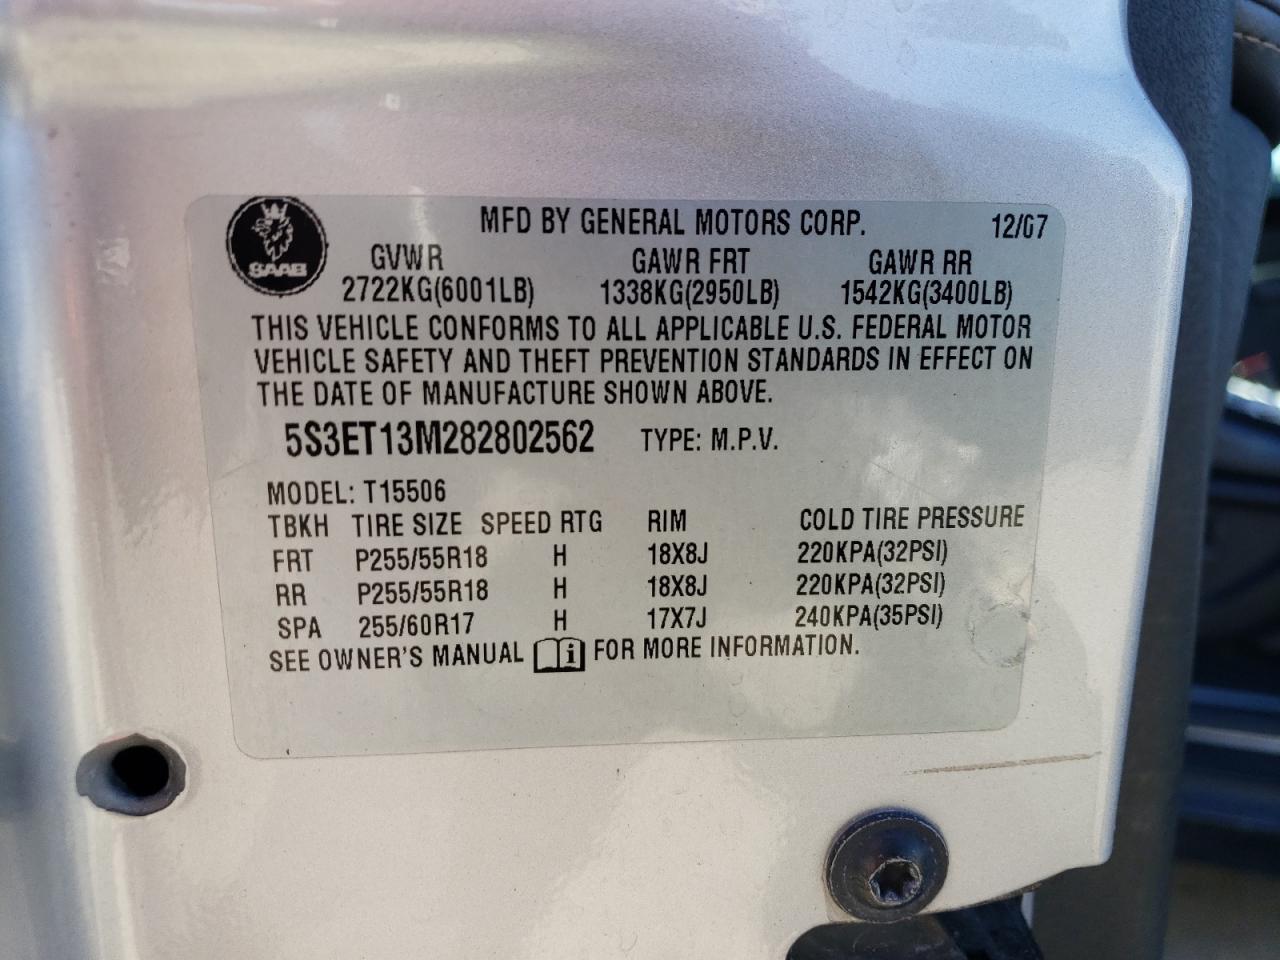 MFD BY GENERAL MOTORS CORP. 12/07
SAAB
GVWR GAWR FRT GAWR RR
2722KG(6001LB) 1338KG(2950LB) 1542KG(3400LB)
THIS VEHICLE CONFORMS TO ALL APPLICABLE U.S. FEDERAL MOTOR
VEHICLE SAFETY AND THEFT PREVENTION STANDARDS IN EFFECT ON
THE DATE OF MANUFACTURE SHOWN ABOVE.
5S3ET13M282802562 TYPE: M.P.V.
MODEL: T15506
TBKH TIRE SIZE SPEED RTG RIM COLD TIRE PRESSURE
FRT P255/55R18 H 18X8J 220KPA(32PSI)
RR P255/55R18 H 18X8J 220KPA(32PSI)
SPA 255/60R17 H 17X7J 240KPA(35PSI)
SEE OWNER'S MANUAL i FOR MORE INFORMATION.